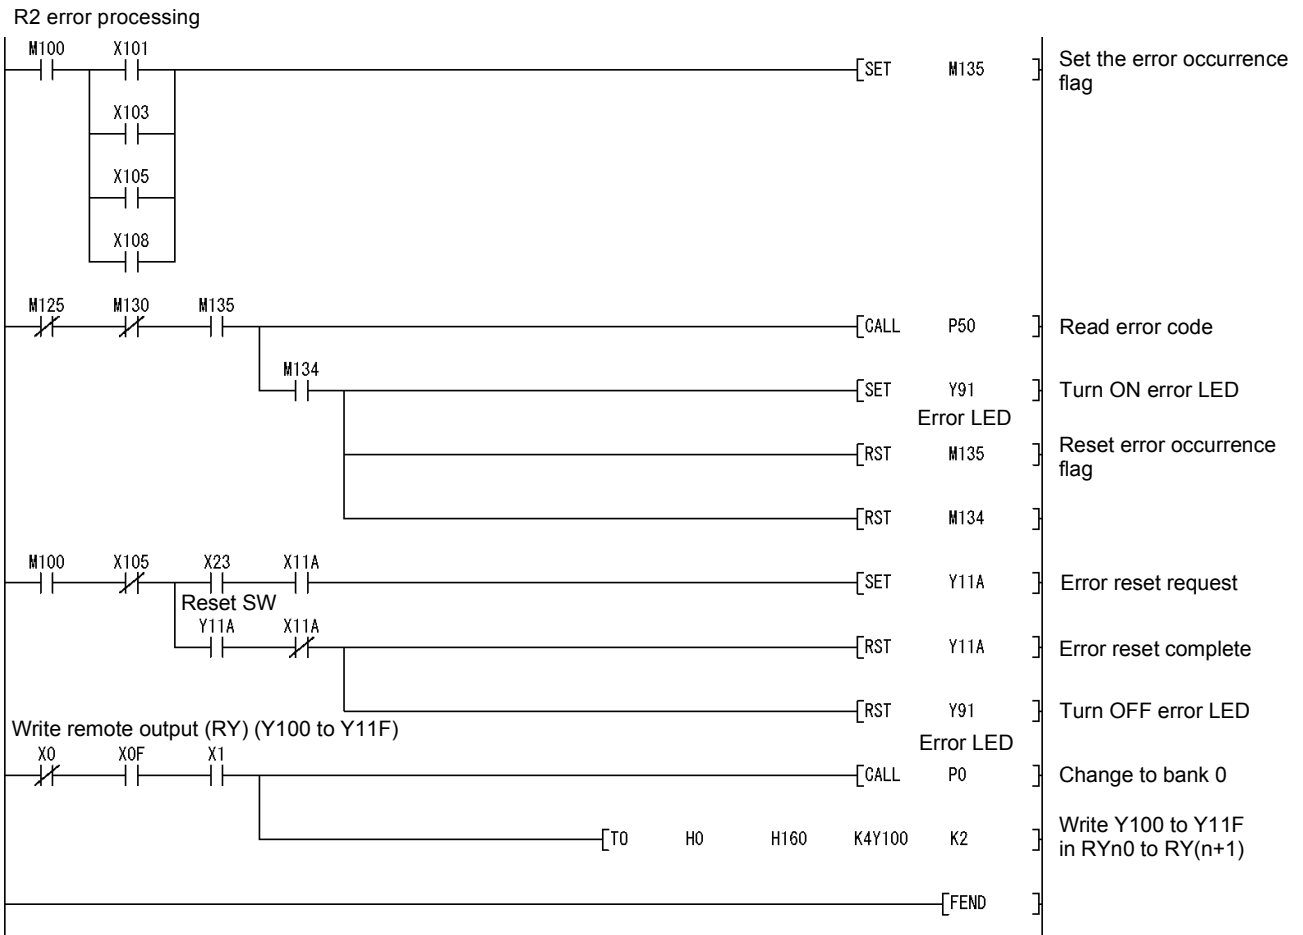 R2 error processing
M100 X101
[SET M135 ] Set the error occurrence
flag
X103
X105
X108
M125 M130 M135
[CALL P50 ] Read error code
M134
[SET Y91 ] Turn ON error LED
Error LED
[RST M135 ] Reset error occurrence
flag
[RST M134 ]
M100 X105 X23 X11A
[SET Y11A ] Error reset request
Reset SW
Y11A X11A
[RST Y11A ] Error reset complete
[RST Y91 ] Turn OFF error LED
Write remote output (RY) (Y100 to Y11F)
Error LED
X0 X0F X1
[CALL P0 ] Change to bank 0
[TO H0 H160 K4Y100 K2 ] Write Y100 to Y11F
in RYn0 to RY(n+1)
[FEND ]